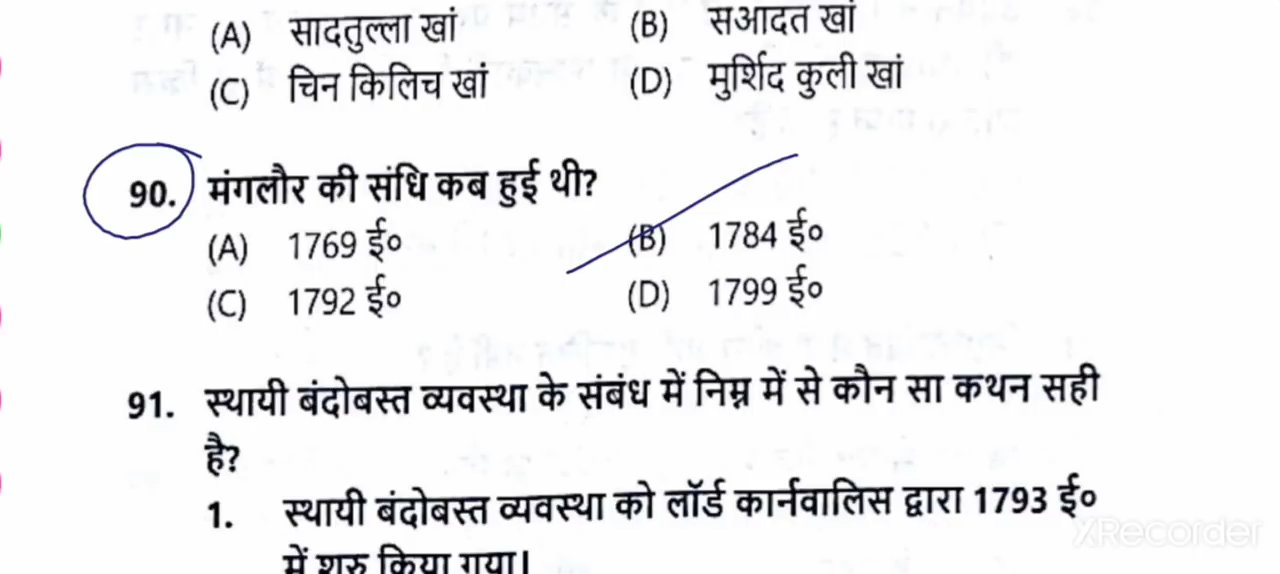 (A) सादतुल्ला खां (B) सआदत खां
(C) चिन किलिच खां (D) मुर्शिद कुली खां
90. मंगलौर की संधि कब हुई थी?
(A) 1769 ई० (B) 1784 ई०
(C) 1792 ई० (D) 1799 ई०
91. स्थायी बंदोबस्त व्यवस्था के संबंध में निम्न में से कौन सा कथन सही
है?
1. स्थायी बंदोबस्त व्यवस्था को लॉर्ड कार्नवालिस द्वारा 1793 ई०
में शुरु किया गया।
XRecorder